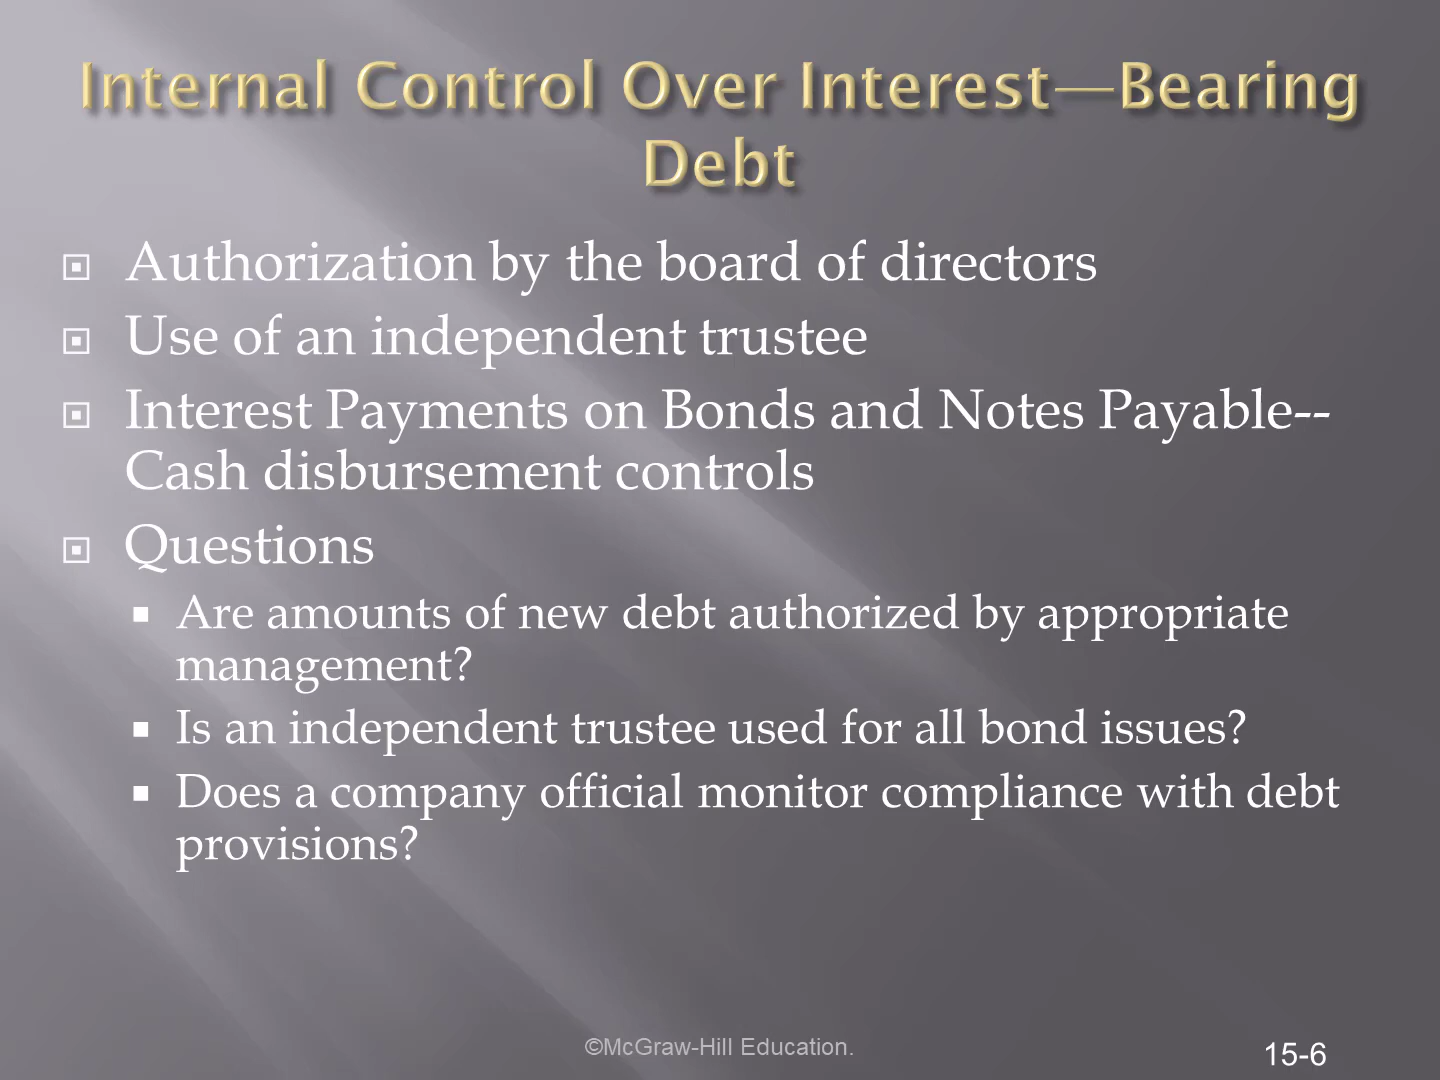 Internal Control Over Interest—Bearing
Debt
Authorization by the board of directors
Use of an independent trustee
Interest Payments on Bonds and Notes Payable--
Cash disbursement controls
Questions
Are amounts of new debt authorized by appropriate
management?
Is an independent trustee used for all bond issues?
Does a company official monitor compliance with debt
provisions?
©McGraw-Hill Education.
15-6